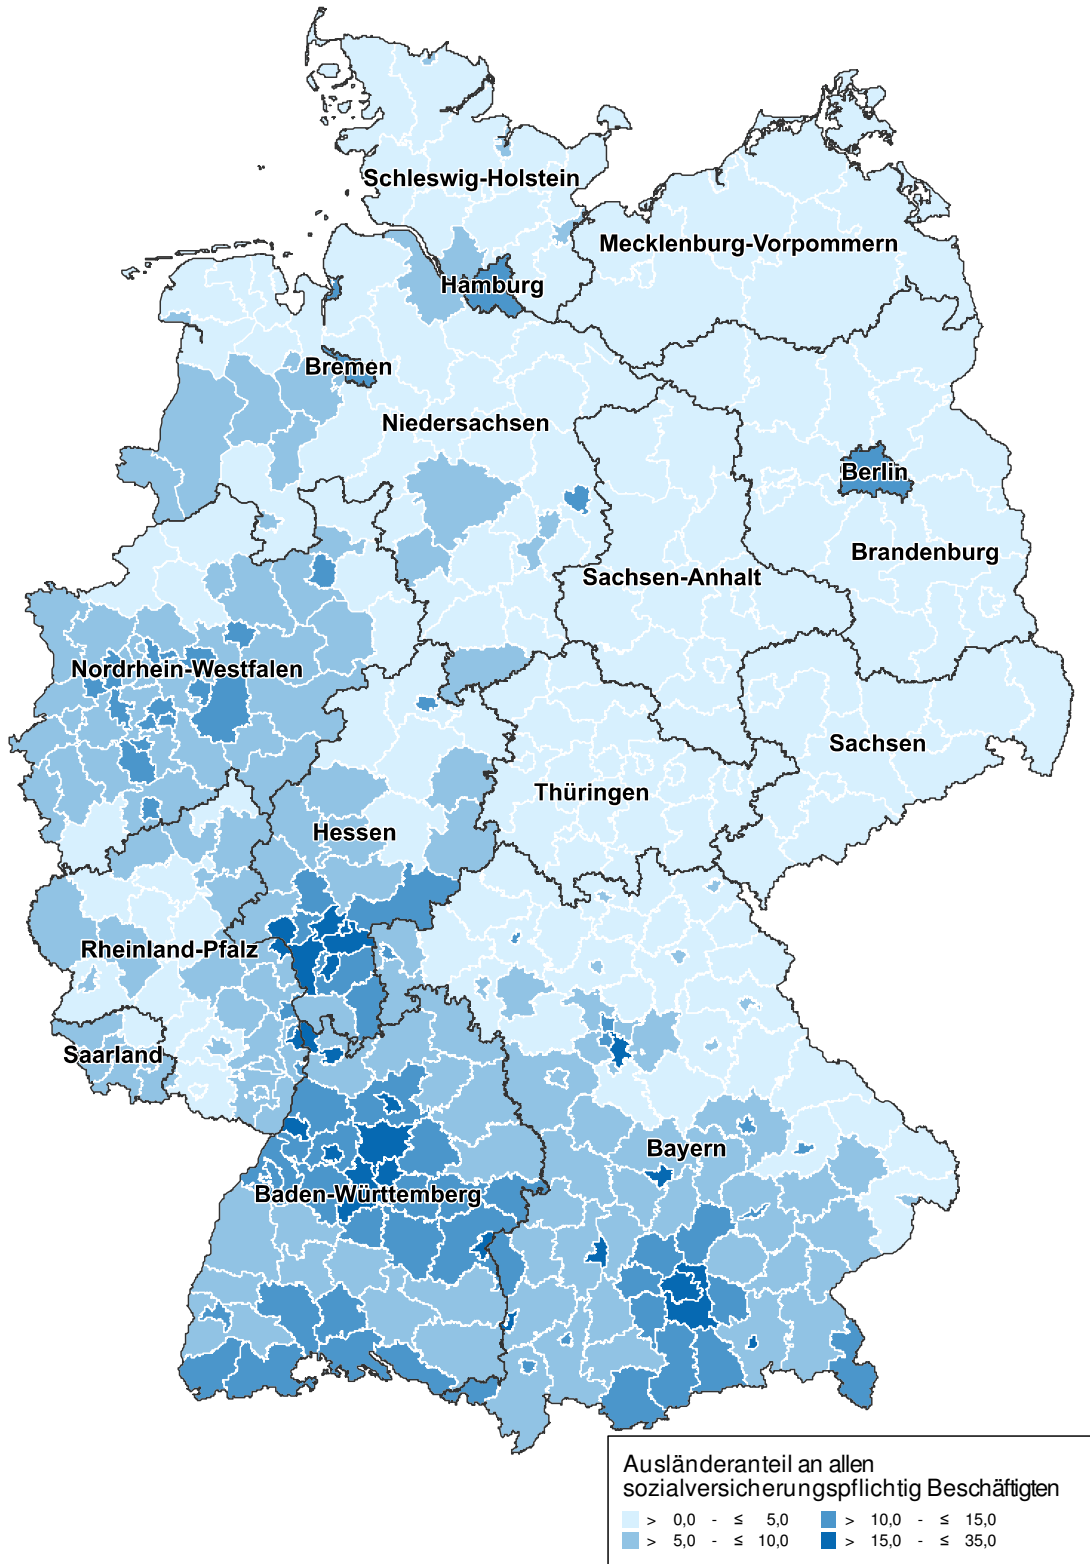 Schleswig-Holstein
Mecklenburg-Vorpommern
Hamburg
Bremen
Niedersachsen
Berlin
Brandenburg
Sachsen-Anhalt
Nordrhein-Westfalen
Sachsen
Thüringen
Hessen
Rheinland-Pfalz
Saarland
Bayern
Baden-Württemberg
Ausländeranteil an allen
sozialversicherungspflichtig Beschäftigten
> 0,0 - ≤ 5,0 > 10,0 - ≤ 15,0
> 5,0 - ≤ 10,0 > 15,0 - ≤ 35,0